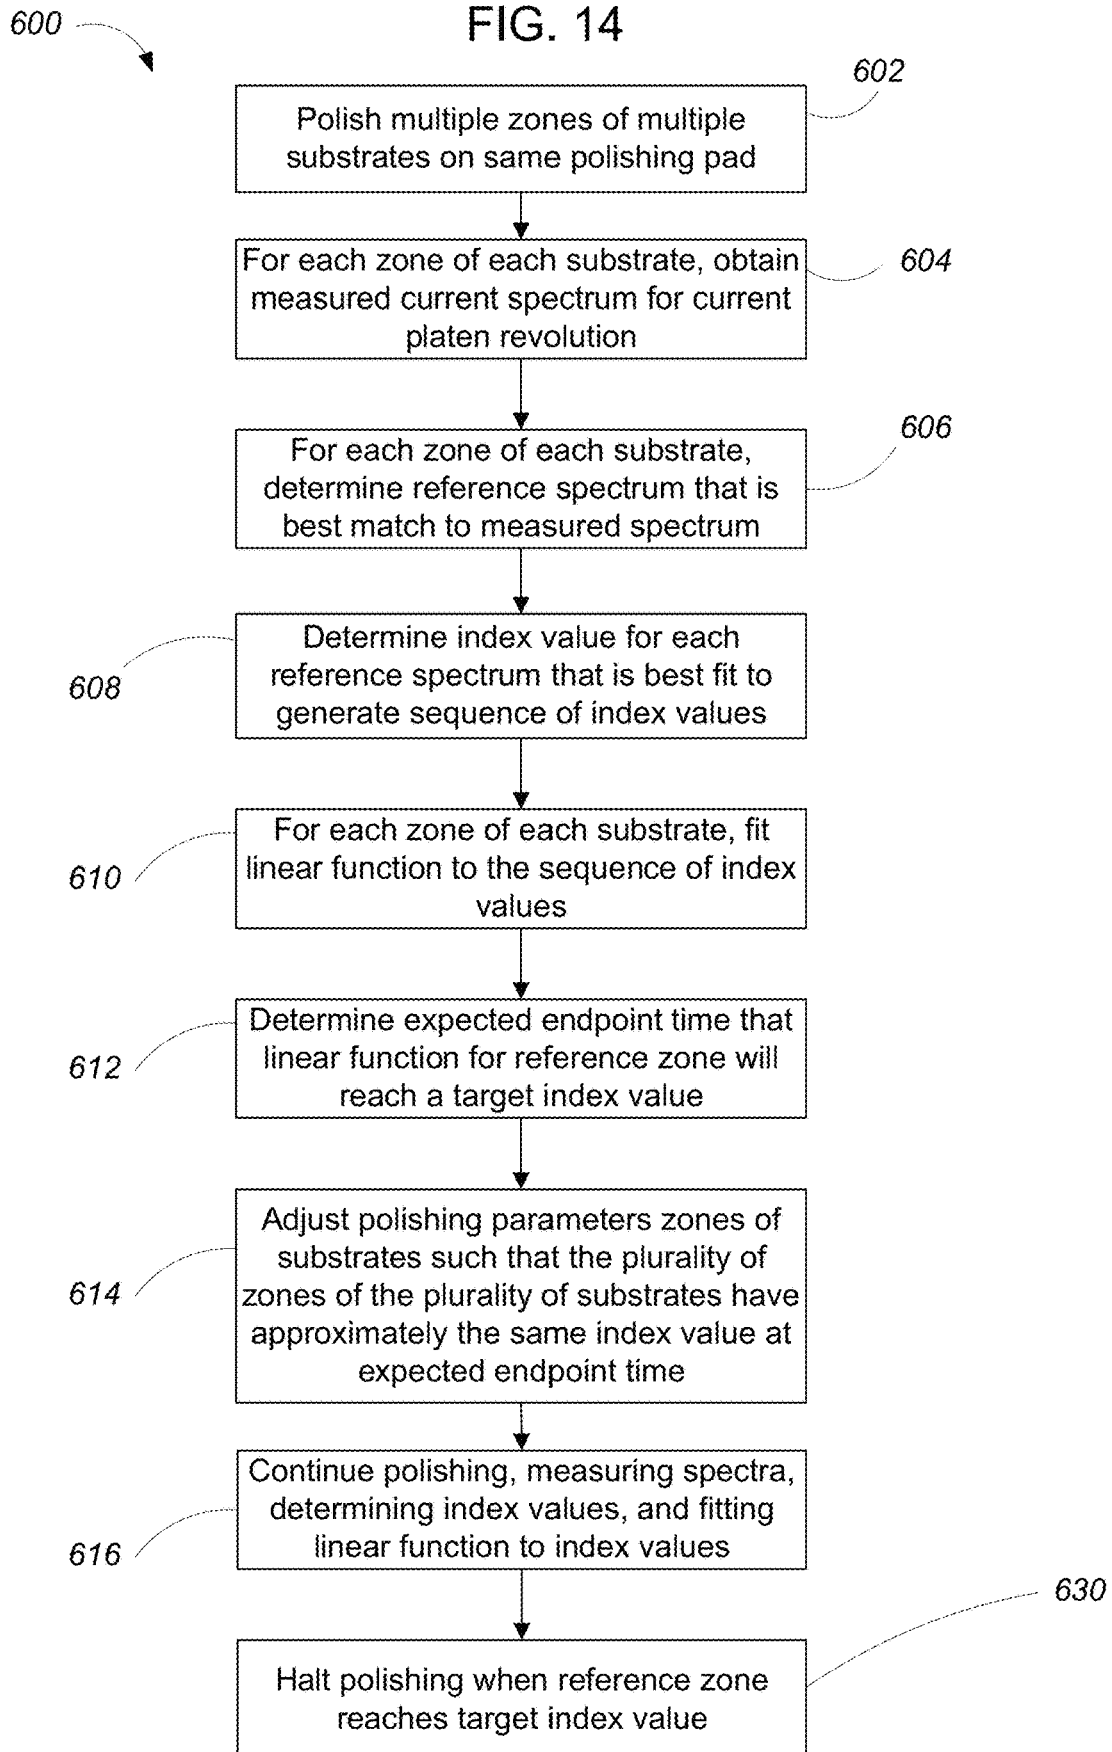 FIG. 14
600
602
Polish multiple zones of multiple
substrates on same polishing pad
604
For each zone of each substrate, obtain
measured current spectrum for current
platen revolution
606
For each zone of each substrate,
determine reference spectrum that is
best match to measured spectrum
608
Determine index value for each
reference spectrum that is best fit to
generate sequence of index values
610
For each zone of each substrate, fit
linear function to the sequence of index
values
612
Determine expected endpoint time that
linear function for reference zone will
reach a target index value
614
Adjust polishing parameters zones of
substrates such that the plurality of
zones of the plurality of substrates have
approximately the same index value at
expected endpoint time
616
Continue polishing, measuring spectra,
determining index values, and fitting
linear function to index values
630
Halt polishing when reference zone
reaches target index value